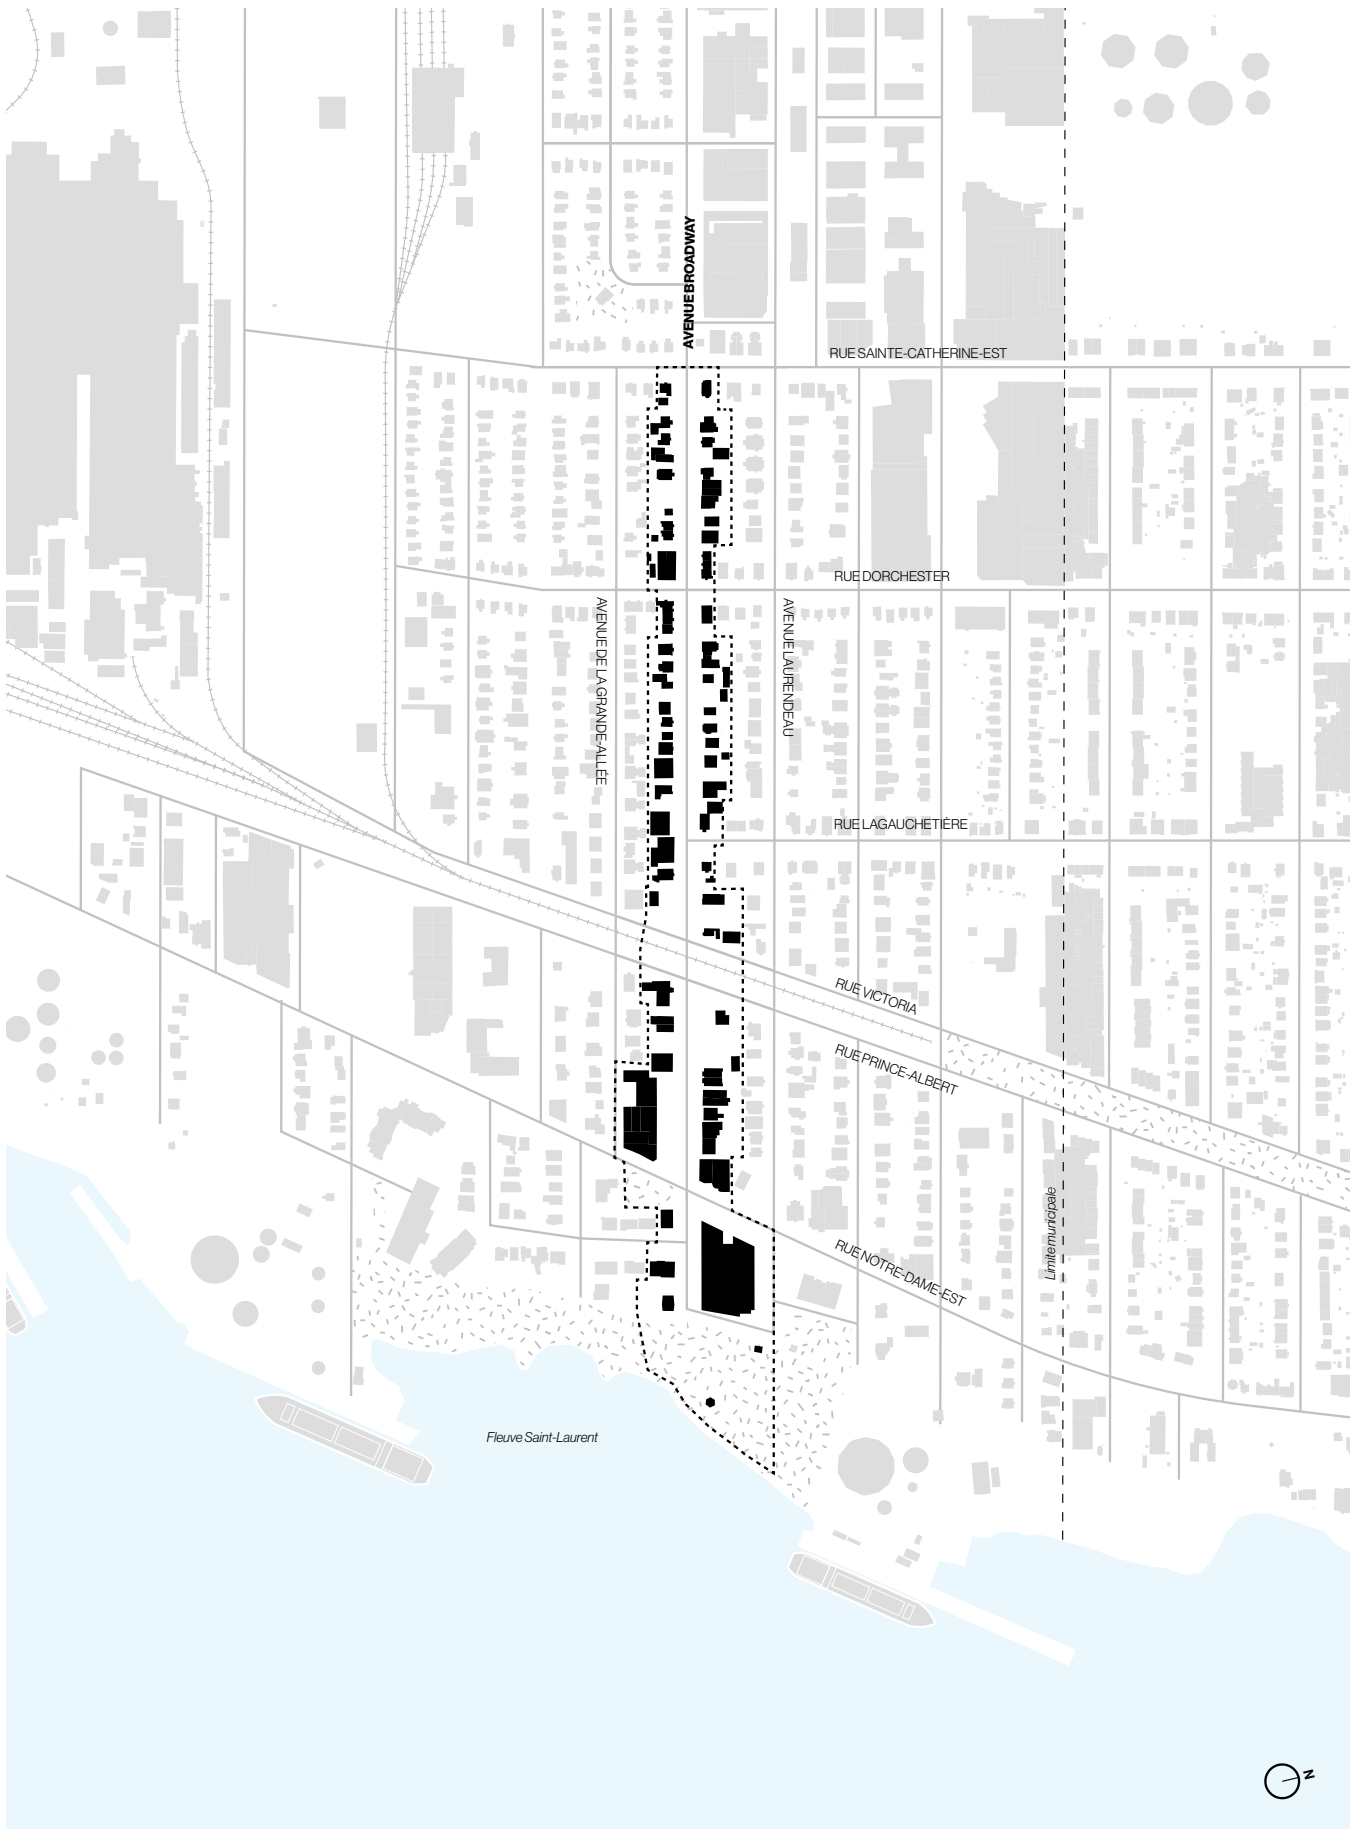 AVENUE BROADWAY
RUE SAINTE-CATHERINE-EST
RUE DORCHESTER
AVENUE DE LA GRANDE-ALLÉE
AVENUE LAURENDEAU
RUE LAGAUCHETIÈRE
RUE VICTORIA
RUE PRINCE-ALBERT
Limite municipale
RUE NOTRE-DAME-EST
Fleuve Saint-Laurent
N